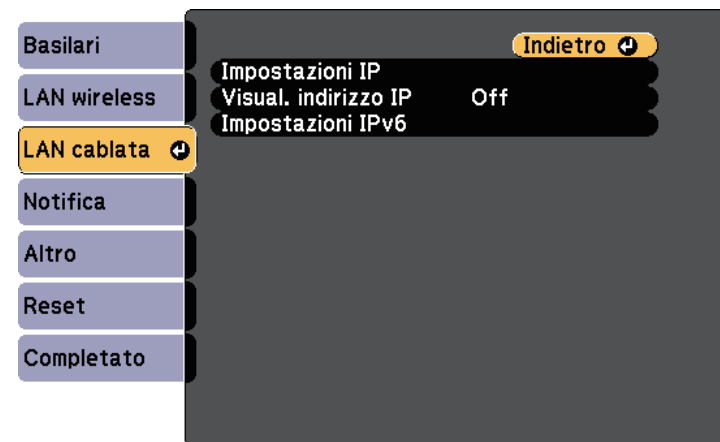 Basilari
LAN wireless
LAN cablata
Notifica
Altro
Reset
Completato
Indietro
Impostazioni IP
Visual. indirizzo IP Off
Impostazioni IPv6